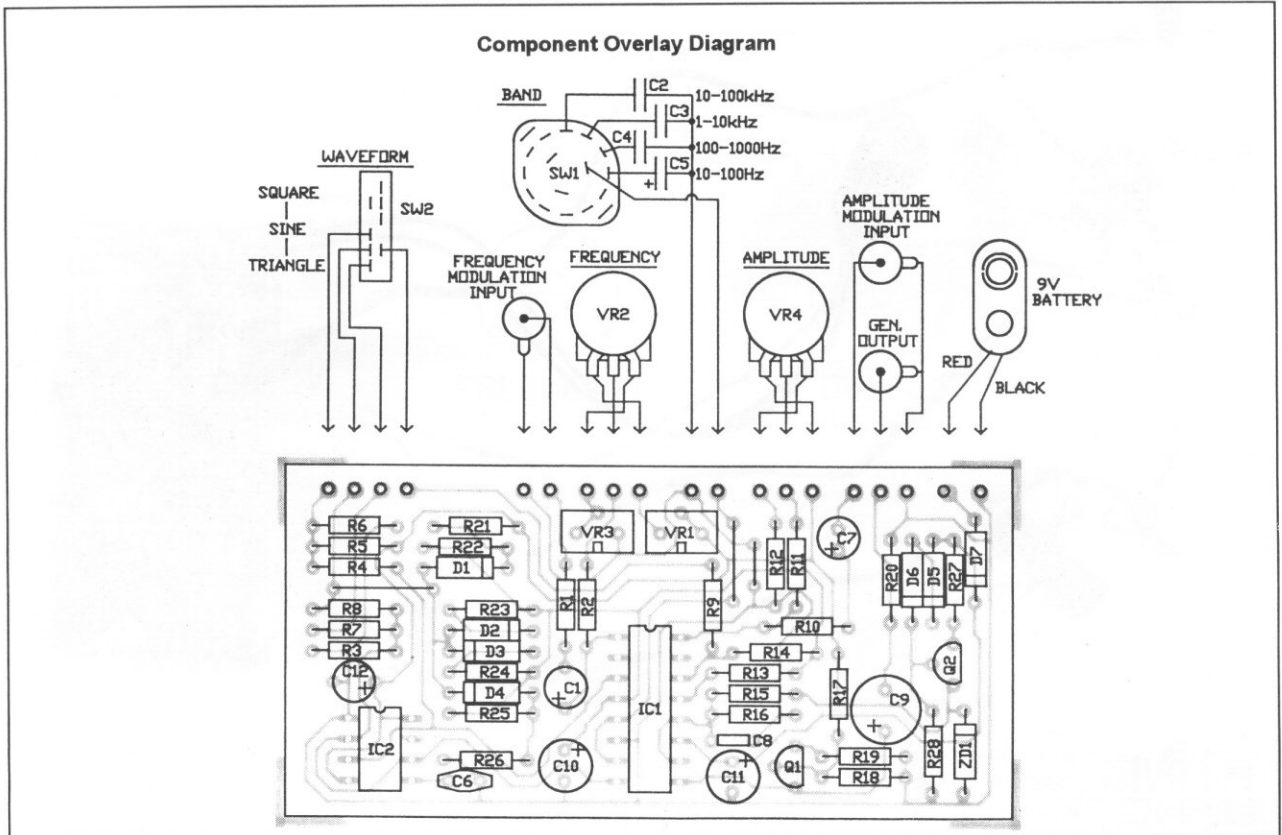 Component Overlay Diagram
BAND
C2
10-100kHz
C3
1-10kHz
C4
100-1000Hz
C5
10-100Hz
+
SW1
WAVEFORM
SQUARE
SINE
TRIANGLE
SW2
FREQUENCY
MODULATION
INPUT
FREQUENCY
VR2
AMPLITUDE
VR4
AMPLITUDE
MODULATION
INPUT
GEN.
OUTPUT
9V
BATTERY
RED
BLACK
R6
R5
R4
R8
R7
R3
C12
+
IC2
R21
R22
D1
R23
D2
D3
R24
D4
R25
R26
C6
VR3
VR1
R1
R2
C1
+
C10
+
IC1
R9
R12
R11
C7
+
R10
R14
R13
R15
R16
C8
C11
+
Q1
R17
R19
R18
C9
+
R20
D6
D5
R27
D7
Q2
R28
ZD1